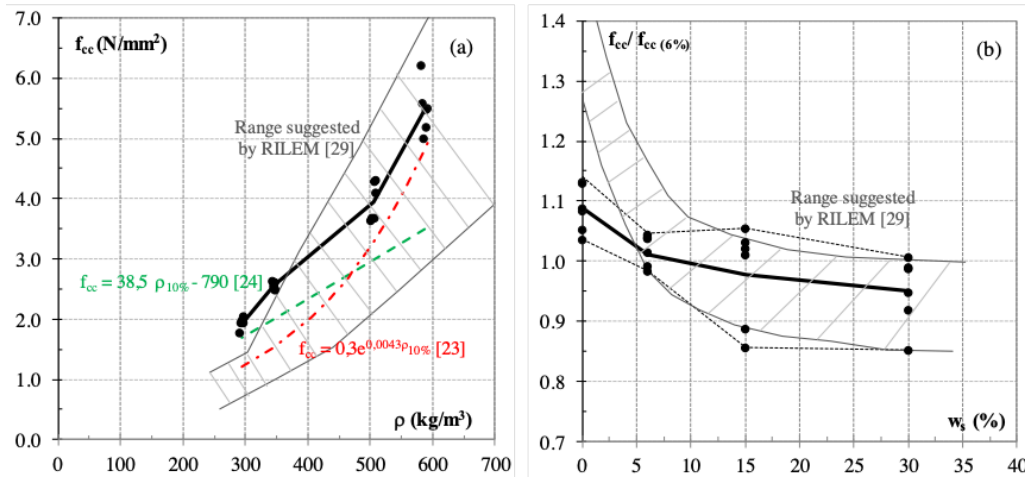 7.0
f_cc (N/mm²)
(a)
6.0
5.0
Range suggested
by RILEM [29]
4.0
3.0
f_cc = 38,5 ρ_10% - 790 [24]
2.0
f_cc = 0,3e^0,0043ρ_10% [23]
1.0
ρ (kg/m³)
0.0
0 100 200 300 400 500 600 700
1.4
f_cc/ f_cc (6%)
(b)
1.3
1.2
Range suggested
by RILEM [29]
1.1
1.0
0.9
0.8
w_s (%)
0.7
0 5 10 15 20 25 30 35 40